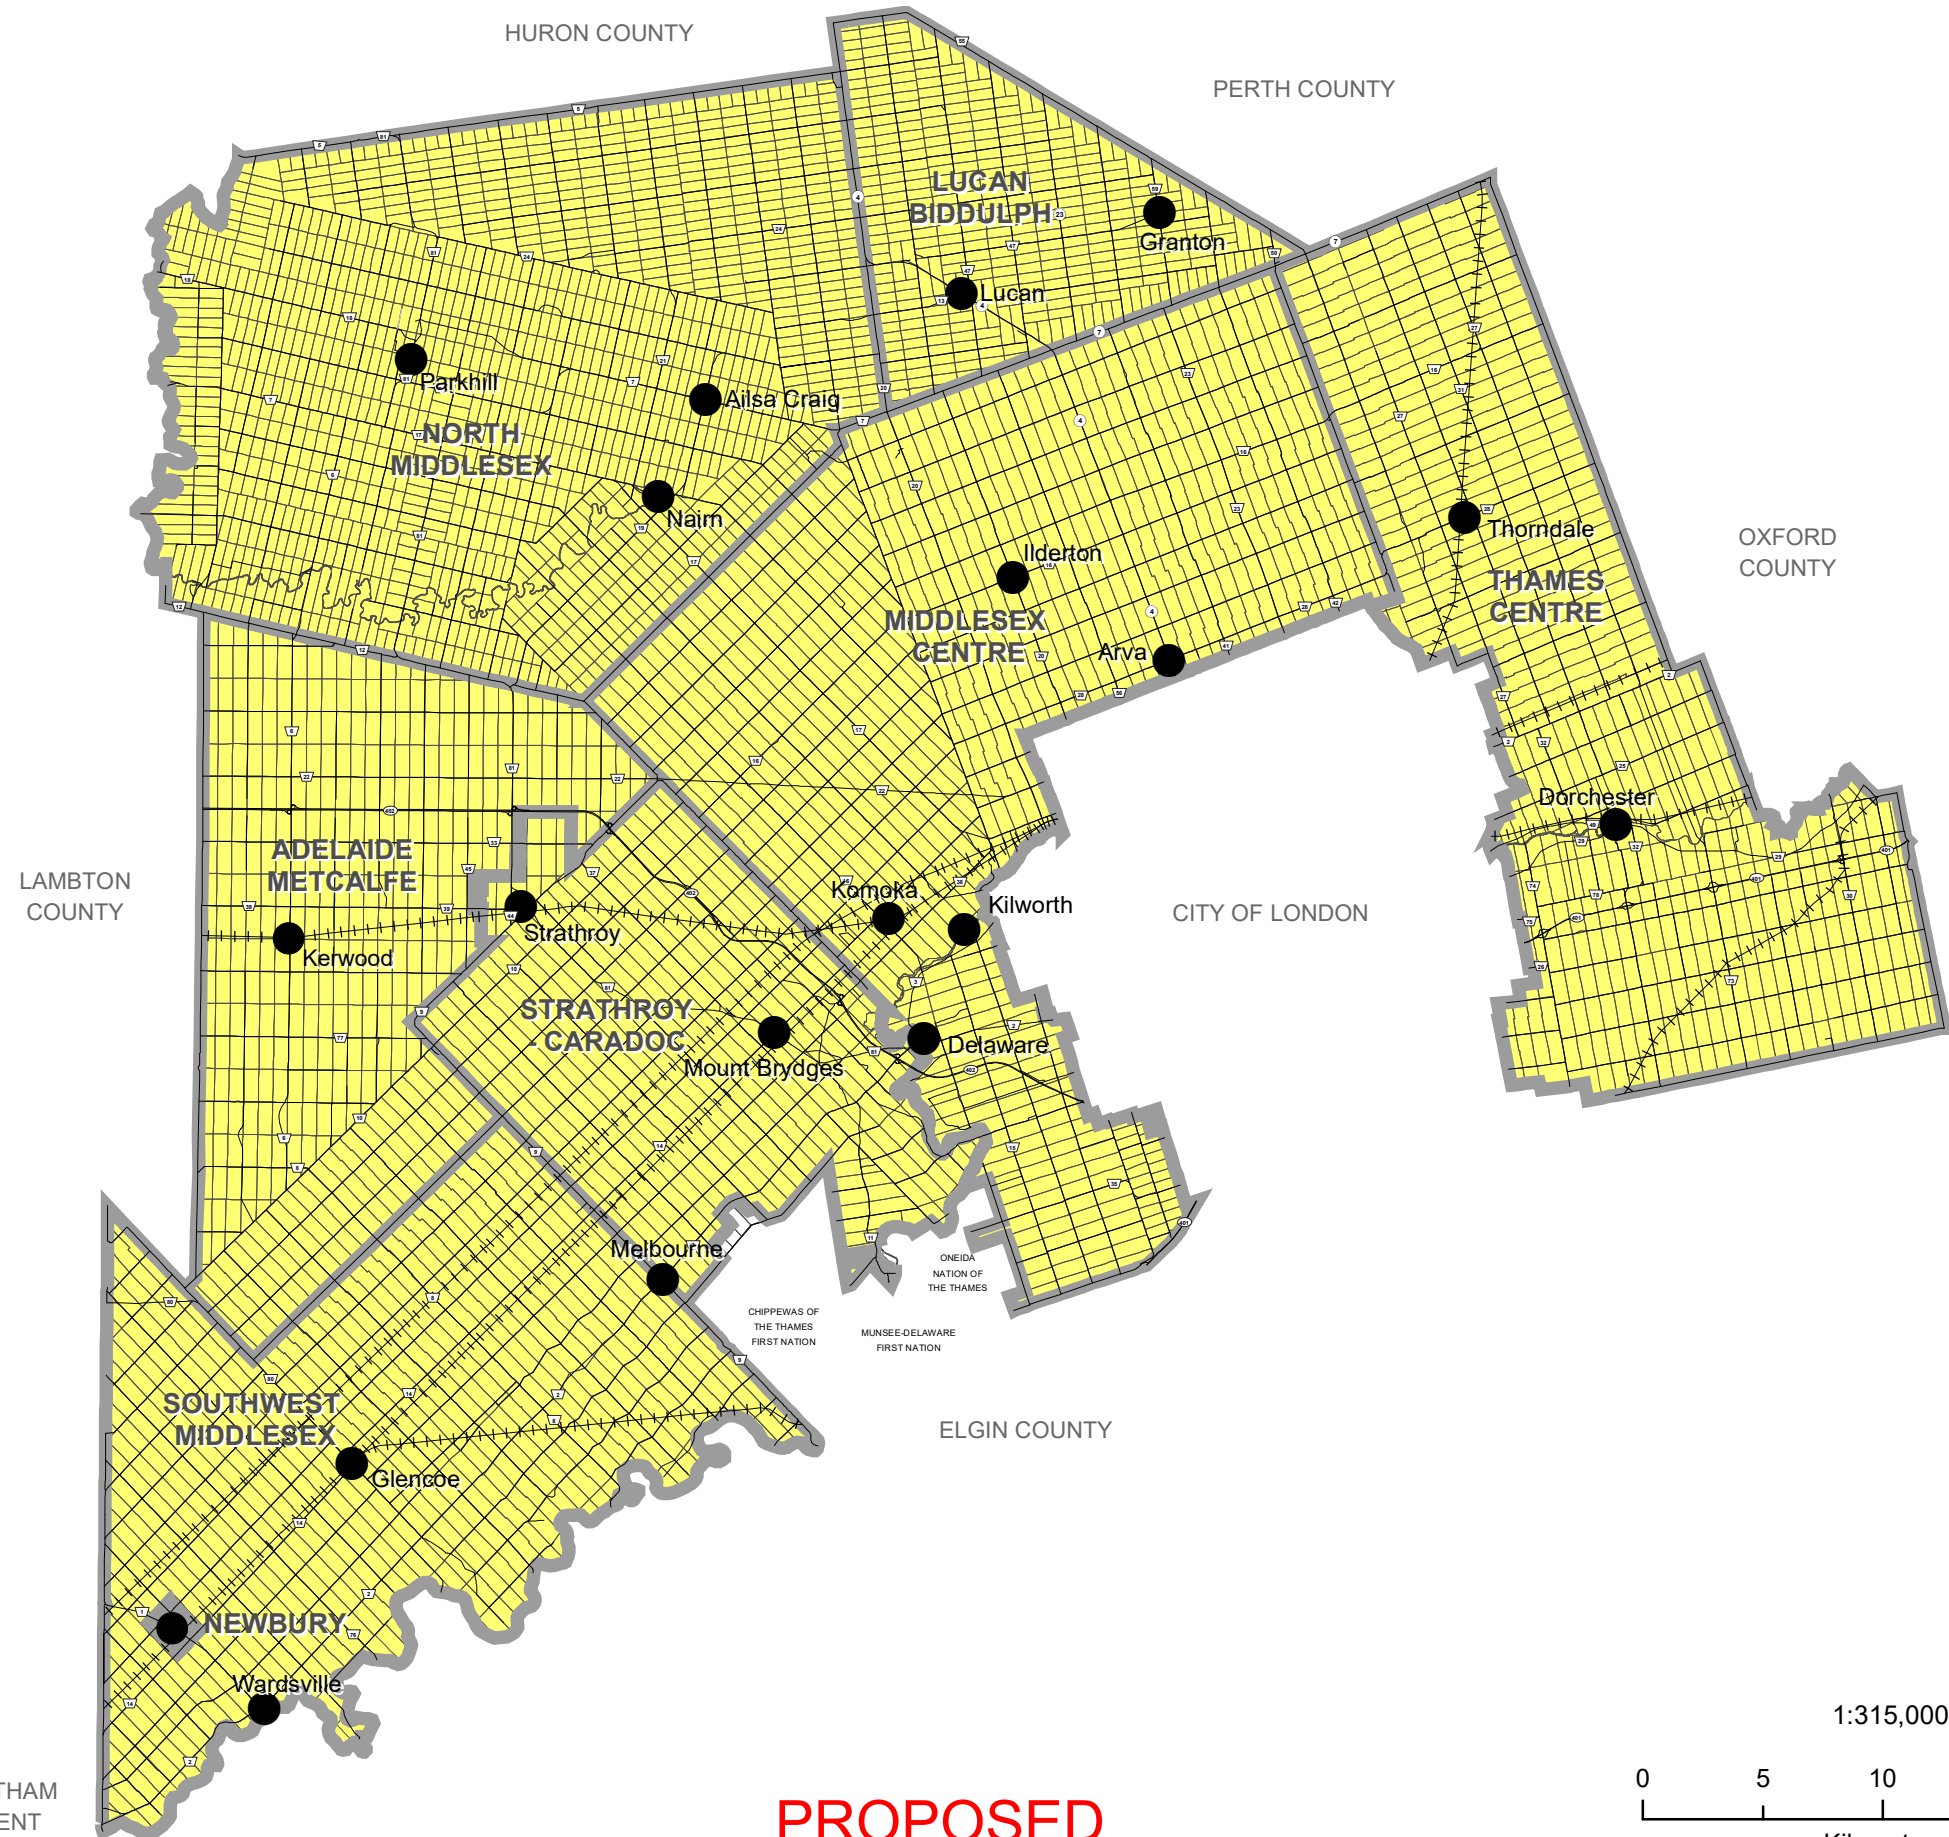 HURON COUNTY
PERTH COUNTY
LUCAN
BIDDULPH
Granton
Lucan
Parkhill
Ailsa Craig
NORTH
MIDDLESEX
Nairn
Thorndale
OXFORD
COUNTY
Ilderton
THAMES
CENTRE
MIDDLESEX
CENTRE
Arva
Dorchester
ADELAIDE
METCALFE
LAMBTON
COUNTY
Komoka
Kilworth
CITY OF LONDON
Strathroy
Kerwood
STRATHROY
- CARADOC
Delaware
Mount Brydges
Melbourne
ONEIDA
NATION OF
THE THAMES
CHIPPEWAS OF
THE THAMES
FIRST NATION
MUNSEE-DELAWARE
FIRST NATION
SOUTHWEST
MIDDLESEX
ELGIN COUNTY
Glencoe
NEWBURY
Wardsville
1:315,000
0 5 10
THAM
ENT
PROPOSED